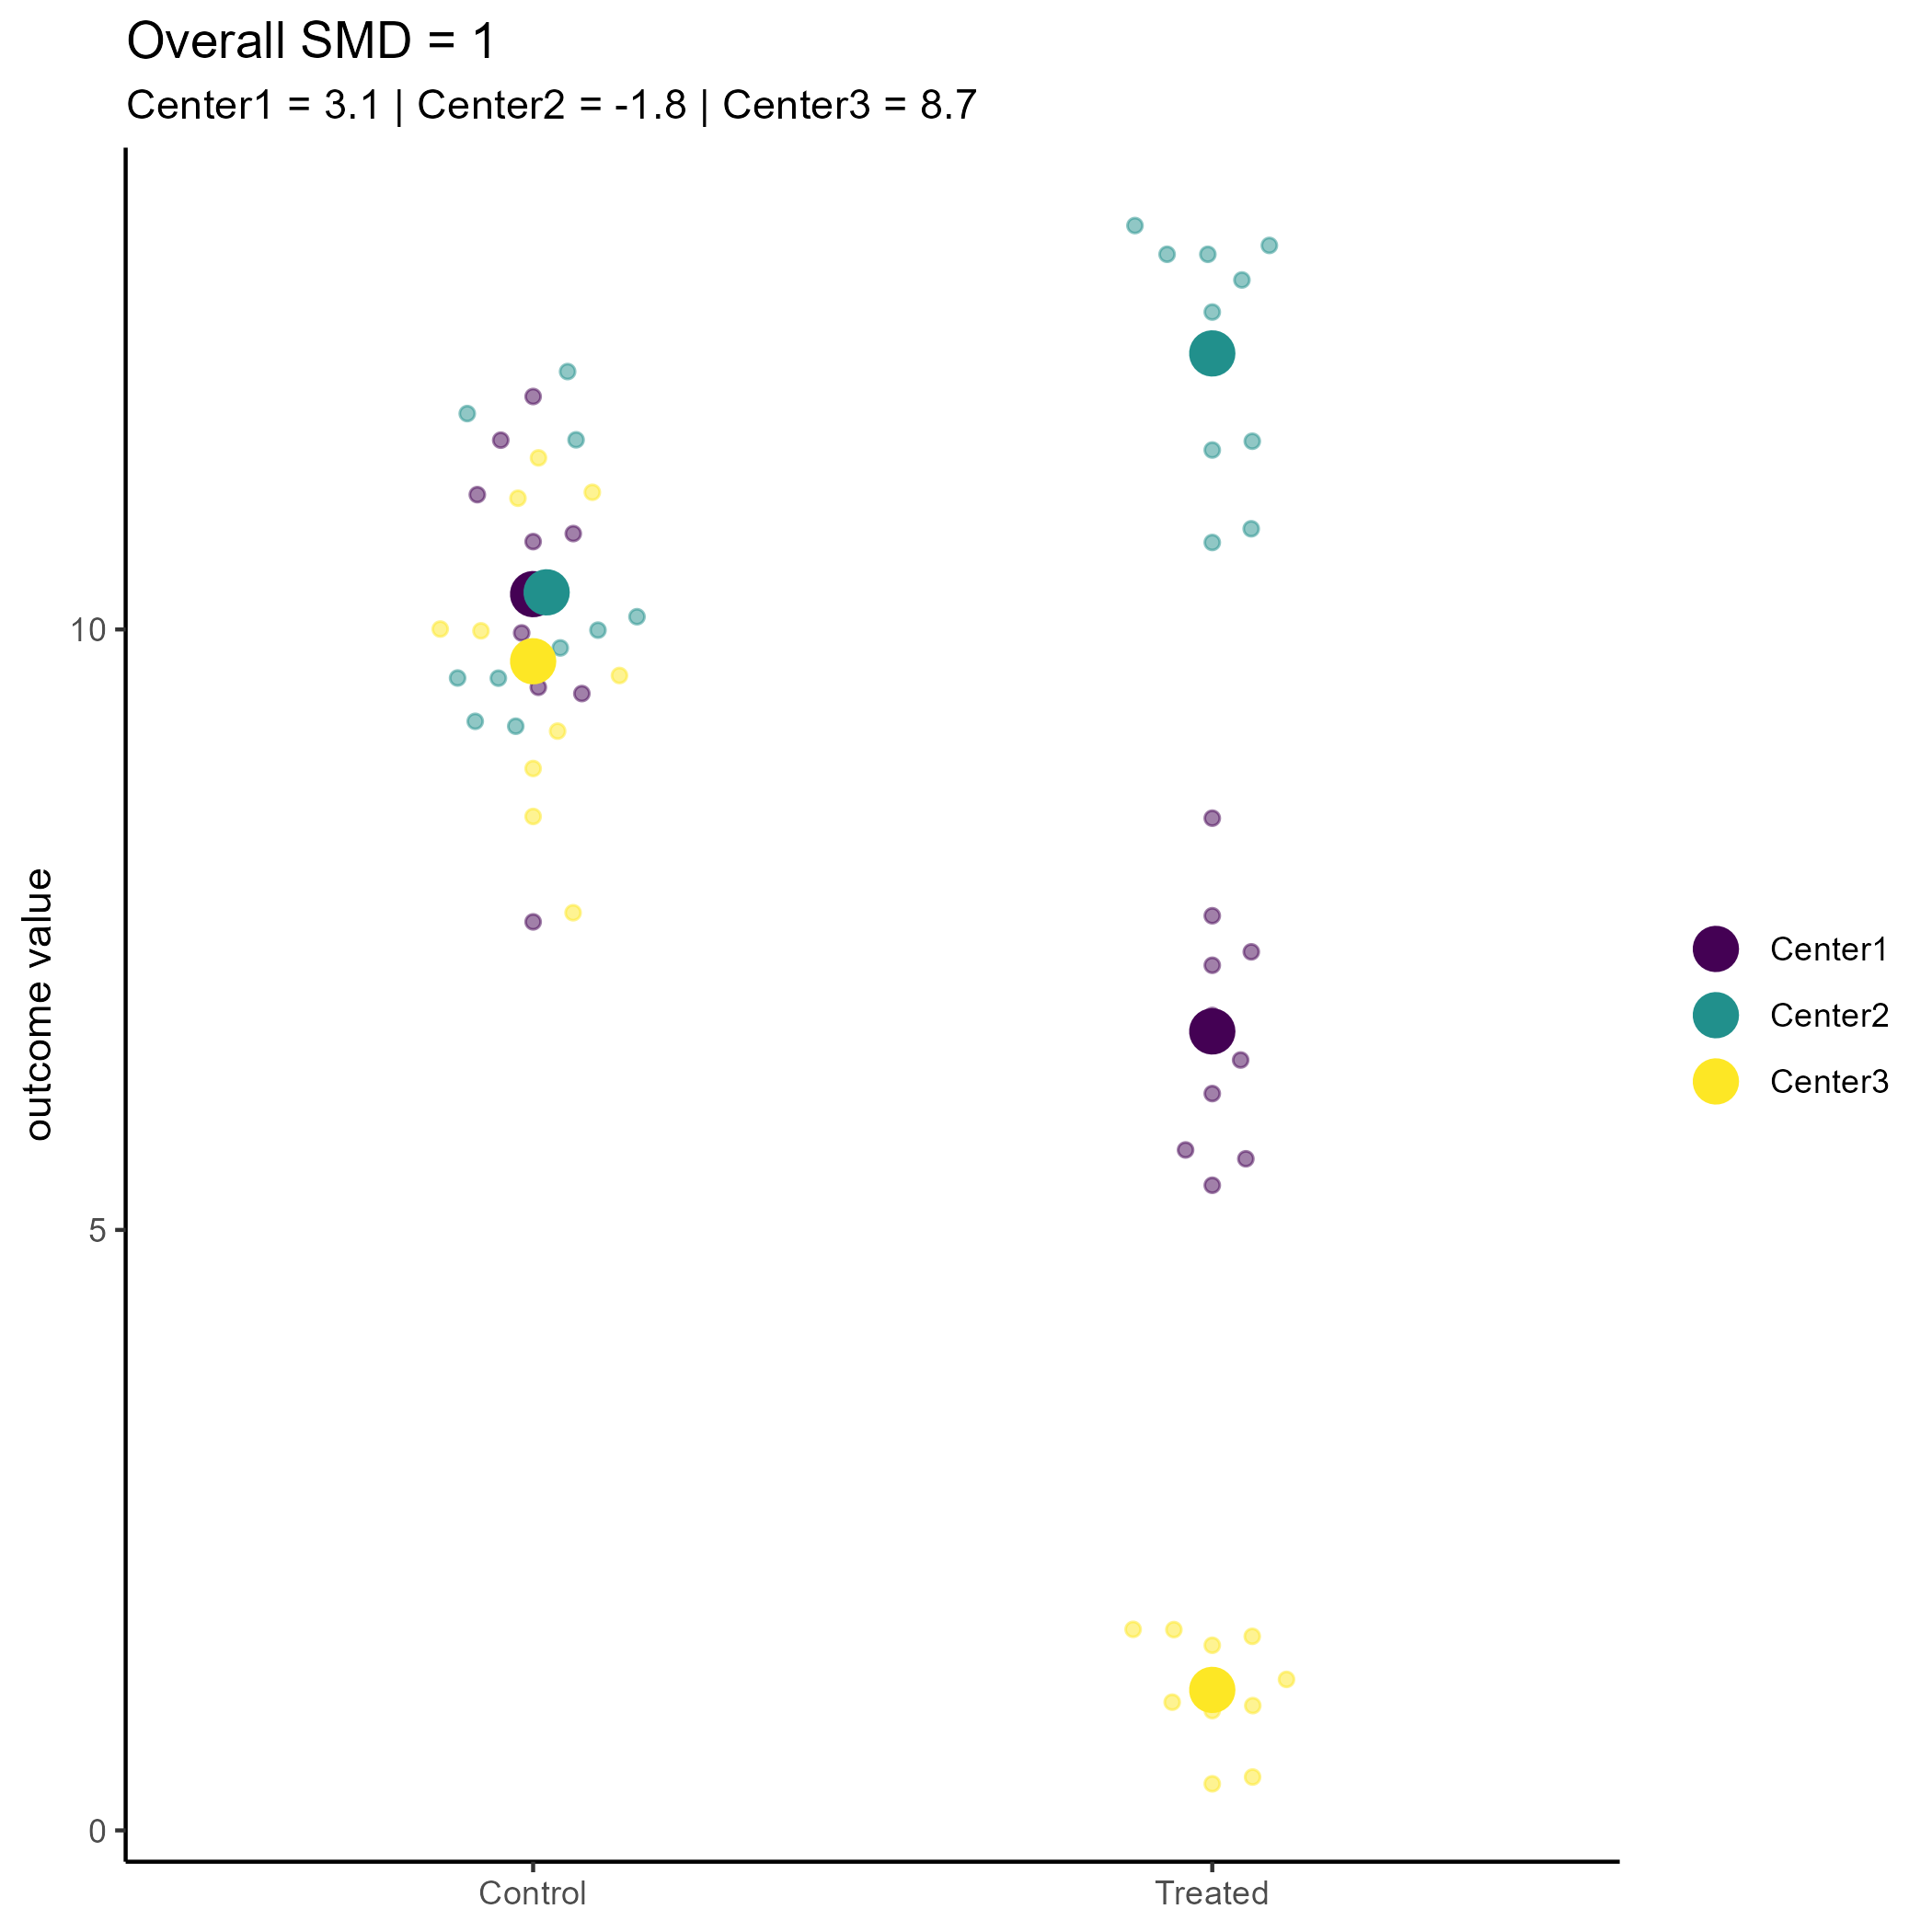 Overall SMD = 1
Center1 = 3.1 | Center2 = -1.8 | Center3 = 8.7
outcome value
10
5
0
Control
Treated
Center1
Center2
Center3